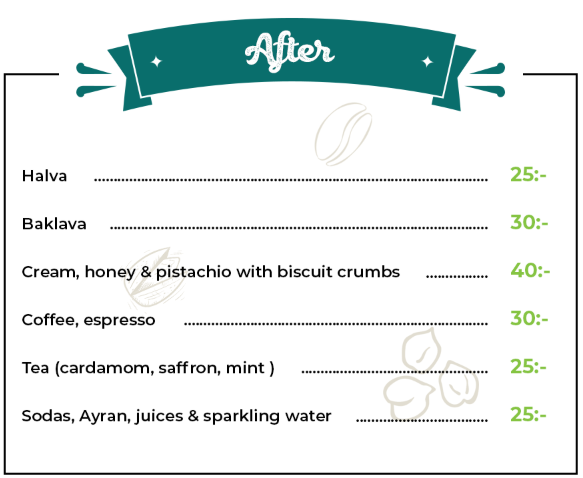 After
Halva ........................ 25:-
Baklava ........................ 30:-
Cream, honey & pistachio with biscuit crumbs ............ 40:-
Coffee, espresso ........................ 30:-
Tea (cardamom, saffron, mint ) ........................ 25:-
Sodas, Ayran, juices & sparkling water ........................ 25:-